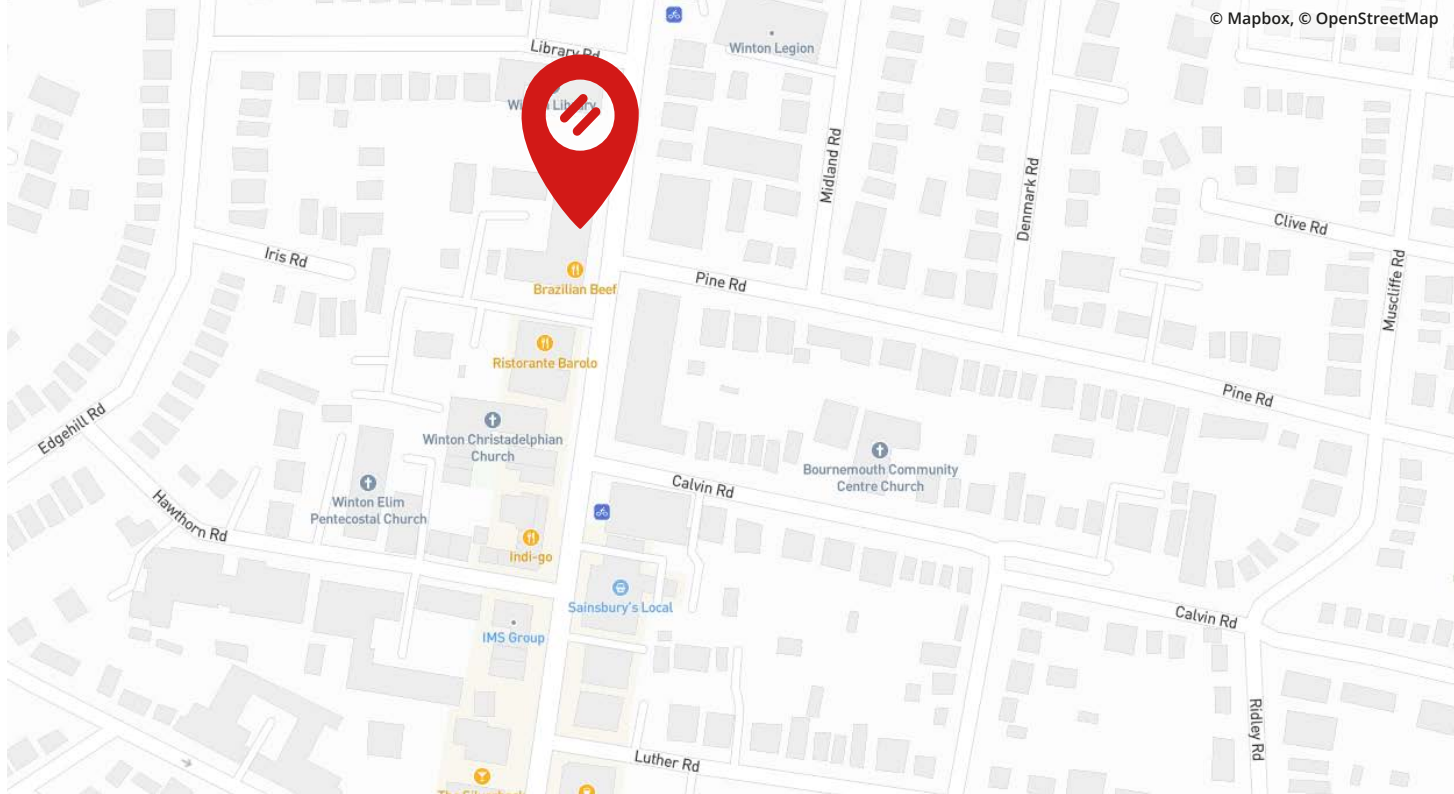 © Mapbox, © OpenStreetMap
Winton Legion
Library Rd
Midland Rd
Denmark Rd
Clive Rd
Iris Rd
Muscliffe Rd
Pine Rd
Brazilian Beef
Ristorante Barolo
Pine Rd
Edgehill Rd
Winton Christadelphian
Church
Bournemouth Community
Centre Church
Calvin Rd
Winton Elim
Pentecostal Church
Hawthorn Rd
Indi-go
Sainsbury's Local
Calvin Rd
IMS Group
Ridley Rd
Luther Rd